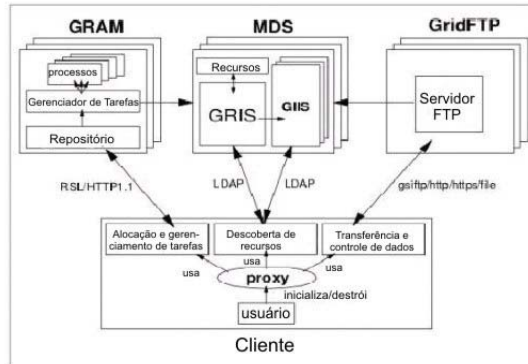 GRAM
MDS
GridFTP
processos
Gerenciador de Tarefas
Repositório
Recursos
GRIS
GIIS
Servidor
FTP
RSL/HTTP1.1
LDAP
LDAP
gsiftp/http/https/file
Alocação e geren-
ciamento de tarefas
Descoberta de
recursos
Transferência e
controle de dados
usa
usa
usa
proxy
inicializa/destrói
usuário
Cliente